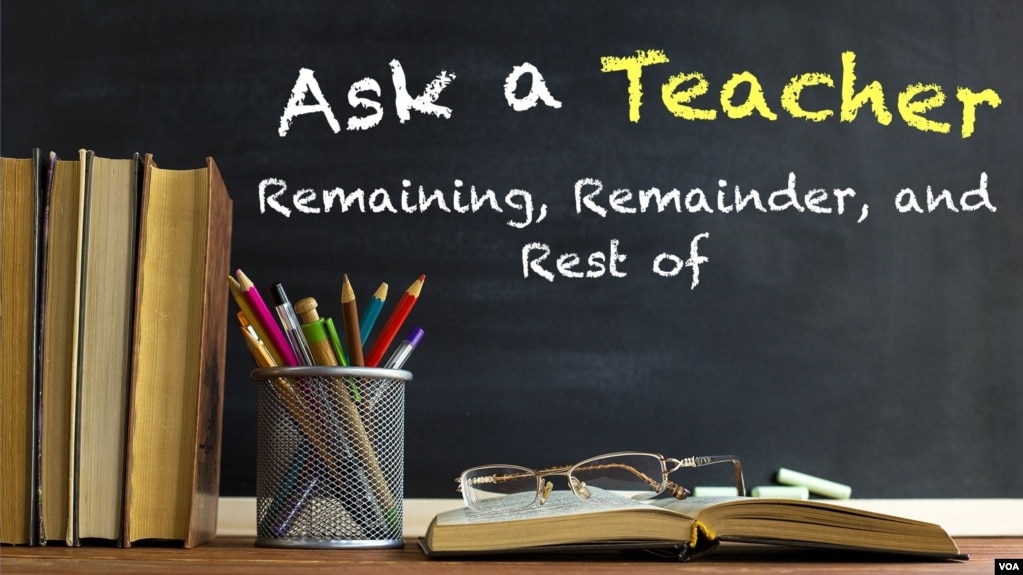 Ask a Teacher
Remaining, Remainder, and
Rest of
VOA